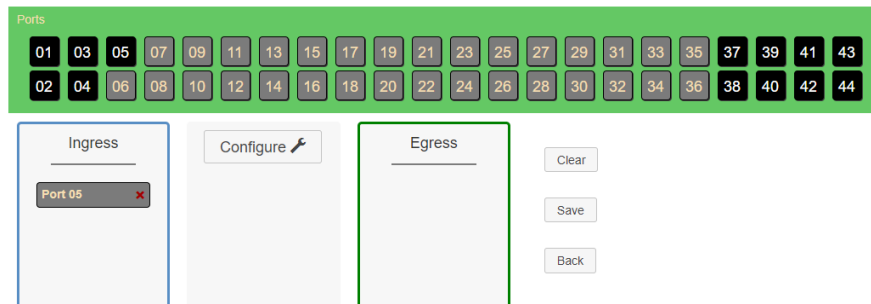 Ports
01 03 05 07 09 11 13 15 17 19 21 23 25 27 29 31 33 35 37 39 41 43
02 04 06 08 10 12 14 16 18 20 22 24 26 28 30 32 34 36 38 40 42 44
Ingress
Configure
Egress
Clear
Port 05
Save
Back